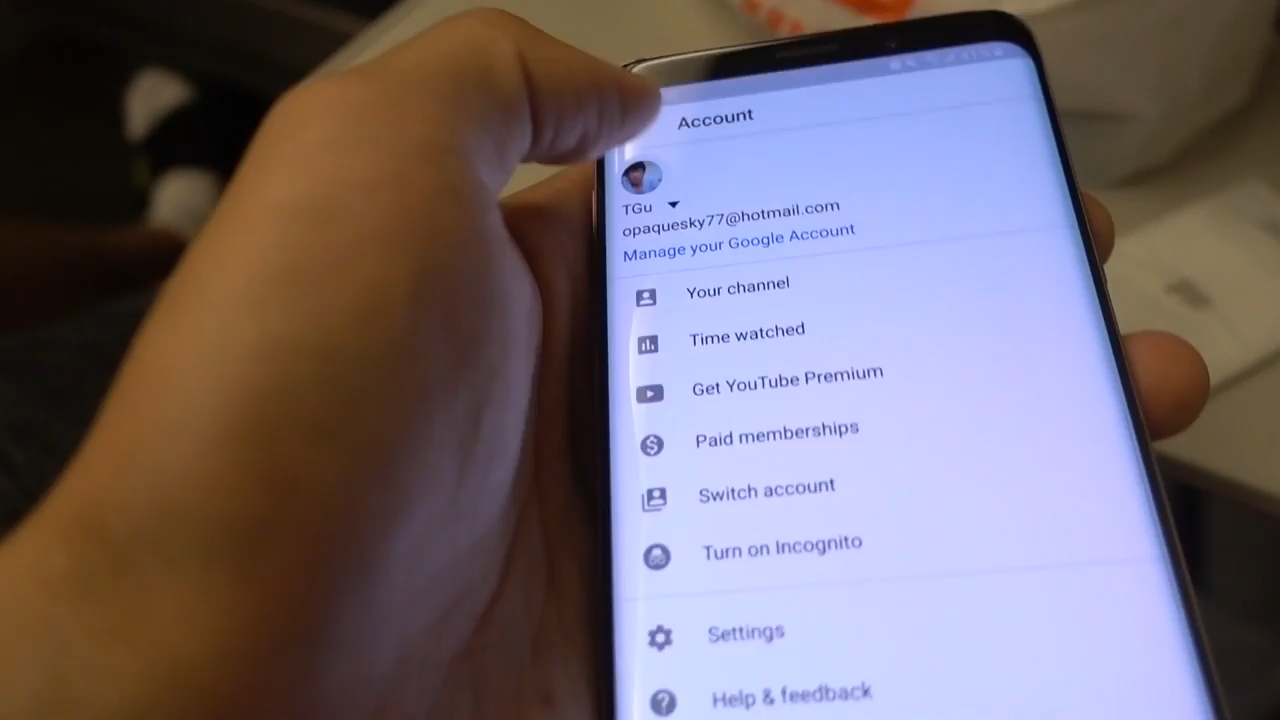 Account
TGu
opaquesky77@hotmail.com
Manage your Google Account
Your channel
Time watched
Get YouTube Premium
Paid memberships
Switch account
Turn on Incognito
Settings
Help & feedback